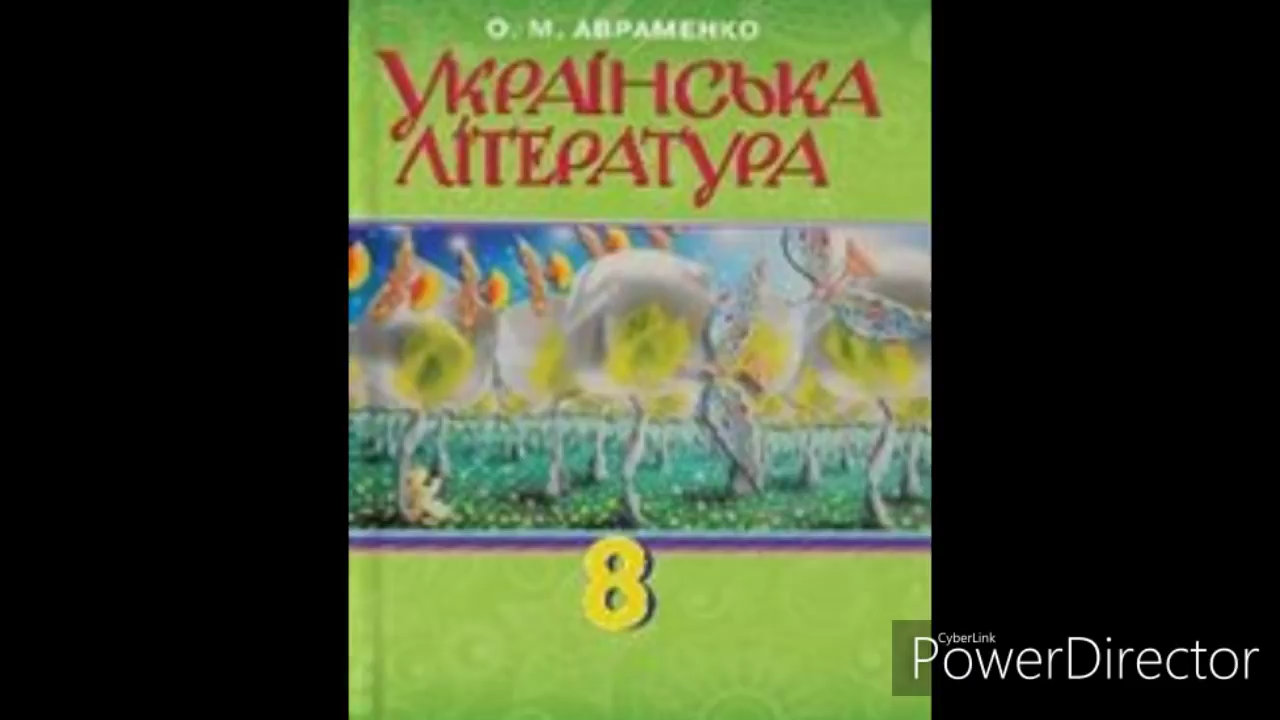 О. М. АВРАМЕНКО
УКРАЇНСЬКА
ЛІТЕРАТУРА
8
CyberLink
PowerDirector